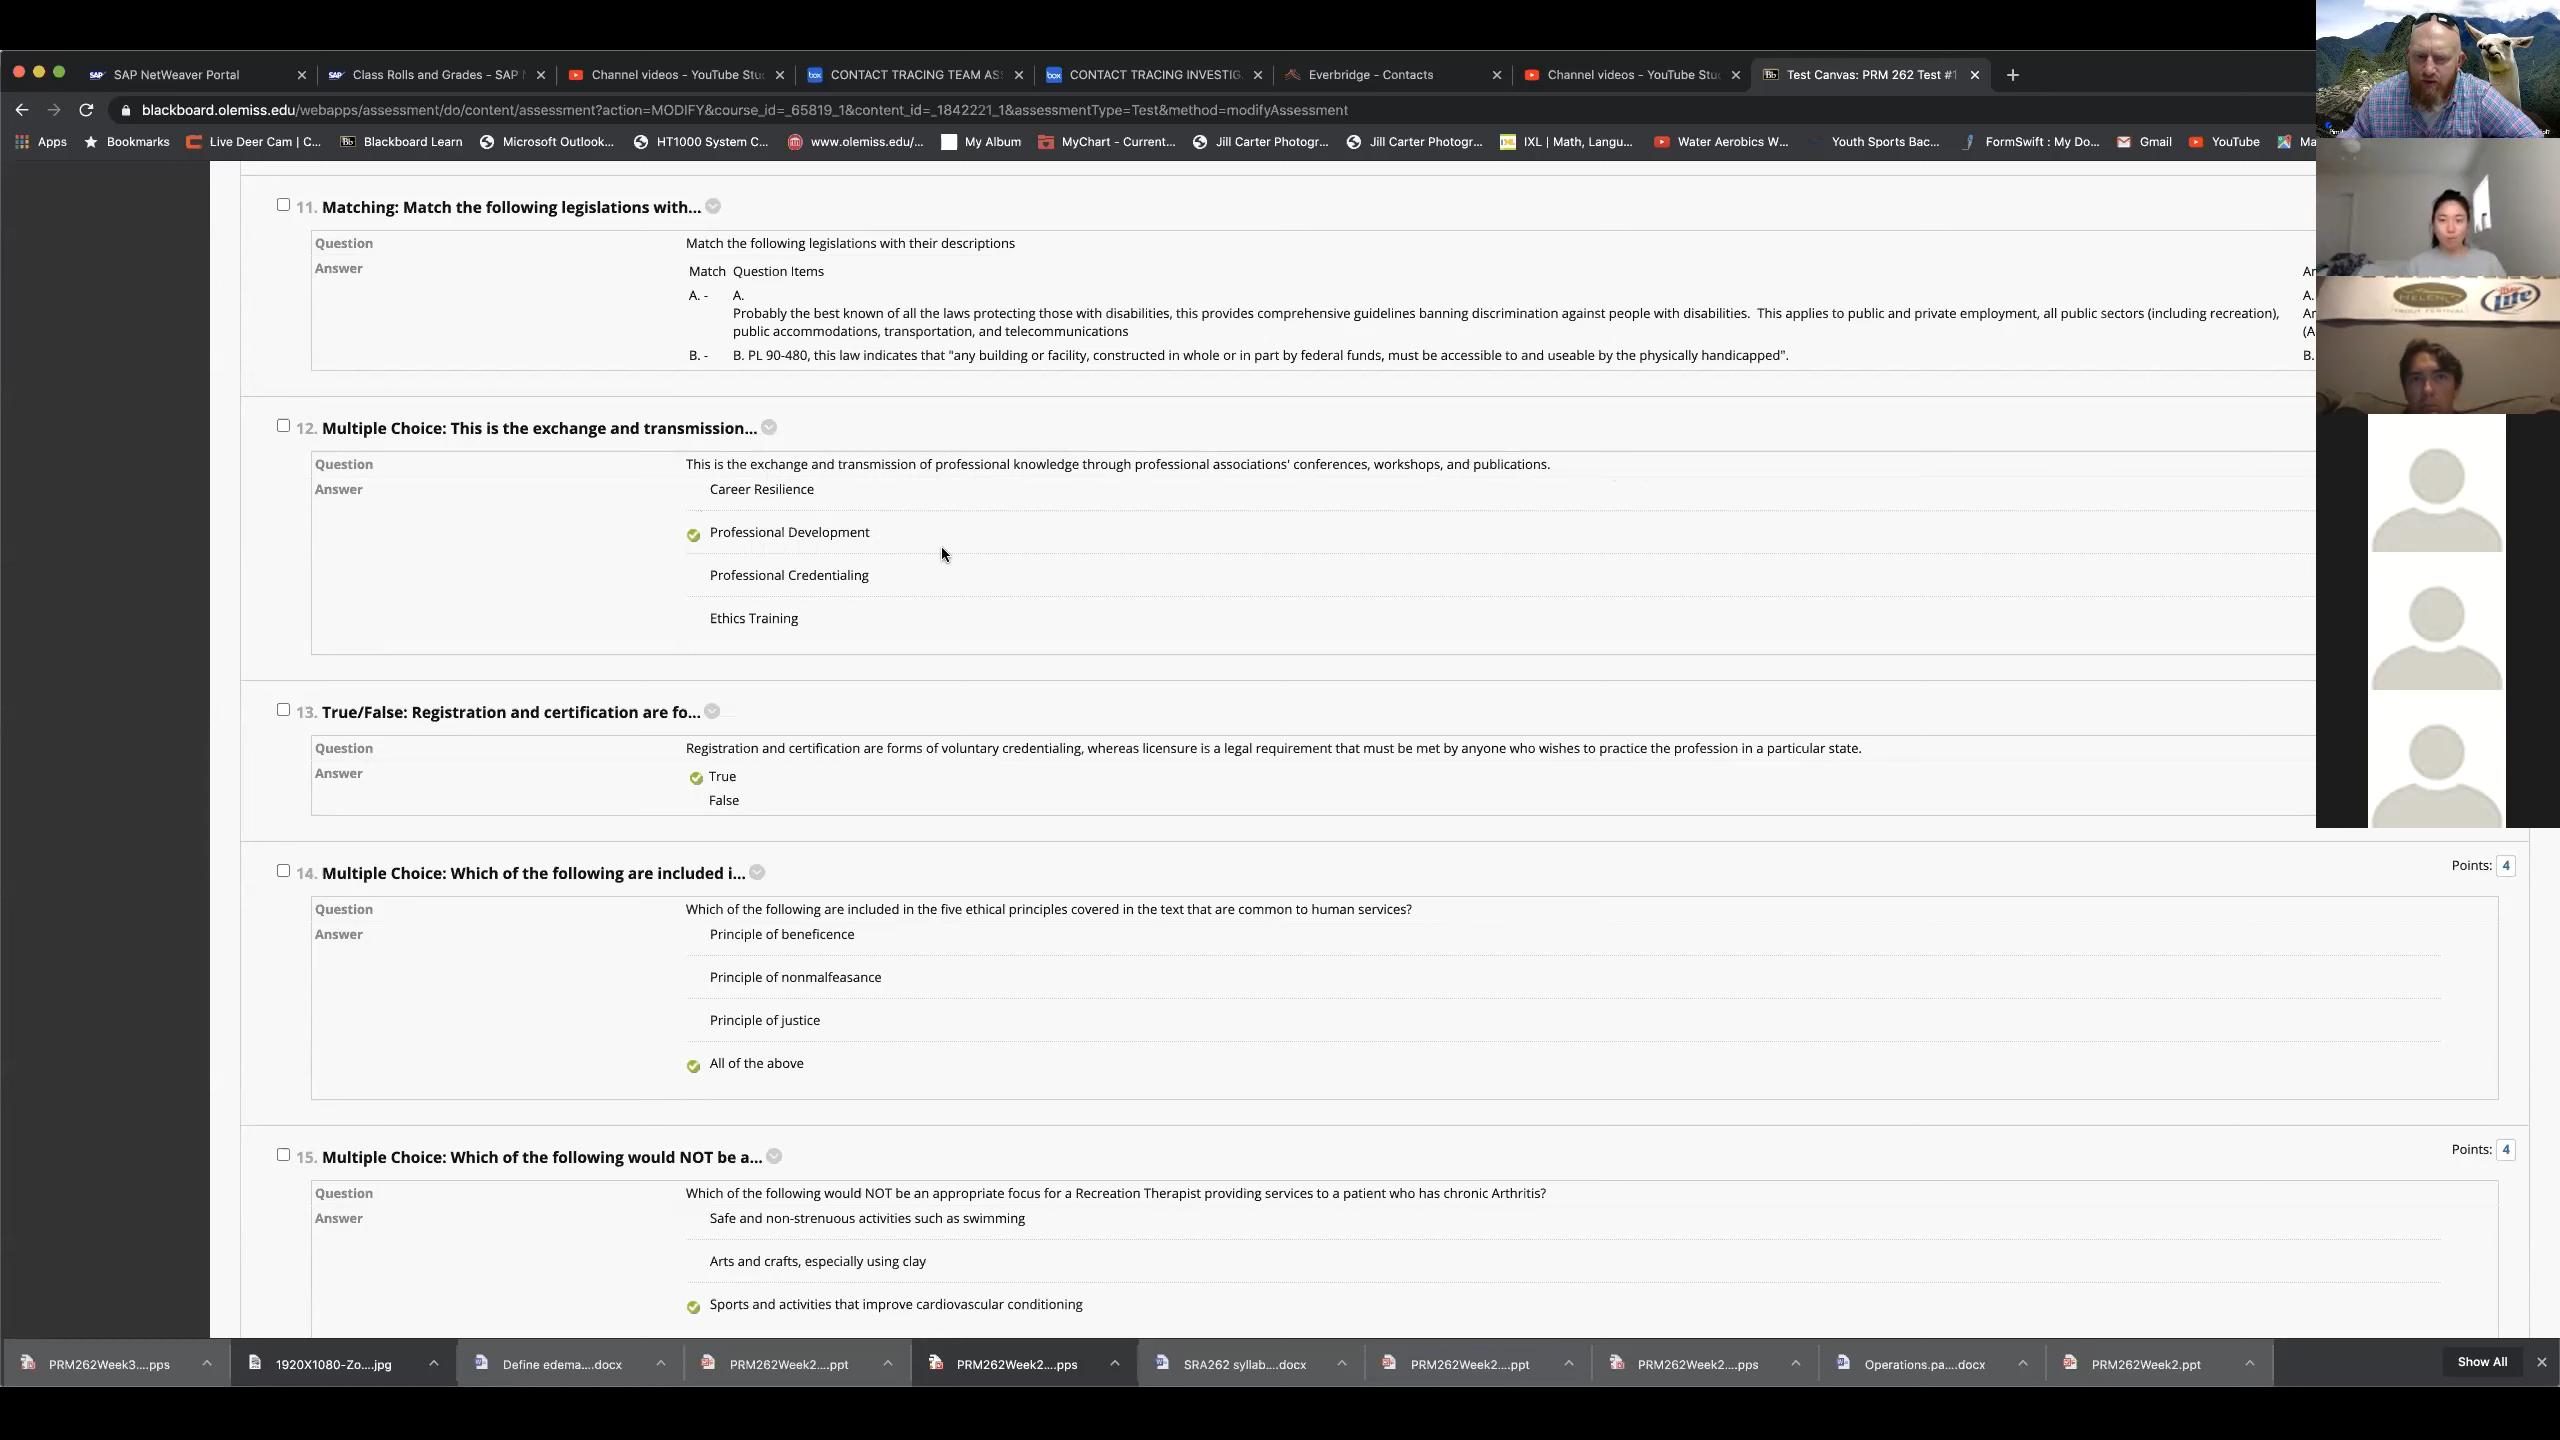 SAP NetWeaver Portal
Class Rolls and Grades - SAP
Channel videos - YouTube Stu
CONTACT TRACING TEAM AS
CONTACT TRACING INVESTIG
Everbridge - Contacts
Channel videos - YouTube Stu
Test Canvas: PRM 262 Test #1
blackboard.olemiss.edu/webapps/assessment/do/content/assessment?action=MODIFY&course_id=_65819_1&content_id=_1842221_1&assessmentType=Test&method=modifyAssessment
Apps
Bookmarks
Live Deer Cam | C...
Blackboard Learn
Microsoft Outlook...
HT1000 System C...
www.olemiss.edu/...
My Album
MyChart - Current...
Jill Carter Photogr...
Jill Carter Photogr...
IXL | Math, Langu...
Water Aerobics W...
Youth Sports Bac...
FormSwift : My Do...
Gmail
YouTube
Ma
11. Matching: Match the following legislations with...
Question
Match the following legislations with their descriptions
Answer
Match Question Items
Ar
A. - A.
A.
Probably the best known of all the laws protecting those with disabilities, this provides comprehensive guidelines banning discrimination against people with disabilities. This applies to public and private employment, all public sectors (including recreation),
Ar
public accommodations, transportation, and telecommunications
(A
B. - B. PL 90-480, this law indicates that "any building or facility, constructed in whole or in part by federal funds, must be accessible to and useable by the physically handicapped".
B.
12. Multiple Choice: This is the exchange and transmission...
Question
This is the exchange and transmission of professional knowledge through professional associations' conferences, workshops, and publications.
Answer
Career Resilience
Professional Development
Professional Credentialing
Ethics Training
13. True/False: Registration and certification are fo...
Question
Registration and certification are forms of voluntary credentialing, whereas licensure is a legal requirement that must be met by anyone who wishes to practice the profession in a particular state.
Answer
True
False
14. Multiple Choice: Which of the following are included i...
Points: 4
Question
Which of the following are included in the five ethical principles covered in the text that are common to human services?
Answer
Principle of beneficence
Principle of nonmalfeasance
Principle of justice
All of the above
15. Multiple Choice: Which of the following would NOT be a...
Points: 4
Question
Which of the following would NOT be an appropriate focus for a Recreation Therapist providing services to a patient who has chronic Arthritis?
Answer
Safe and non-strenuous activities such as swimming
Arts and crafts, especially using clay
Sports and activities that improve cardiovascular conditioning
PRM262Week3....pps
1920X1080-Zo....jpg
Define edema....docx
PRM262Week2....ppt
PRM262Week2....pps
SRA262 syllab....docx
PRM262Week2....ppt
PRM262Week2....pps
Operations.pa....docx
PRM262Week2.ppt
Show All